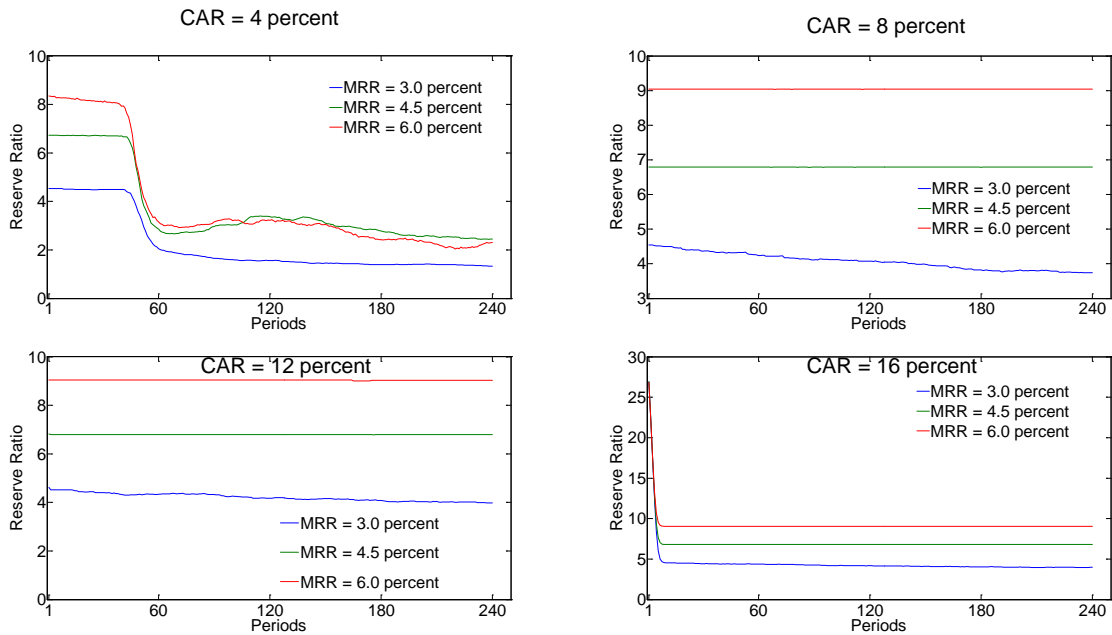 CAR = 4 percent
10
8
6
4
2
0
Reserve Ratio
MRR = 3.0 percent
MRR = 4.5 percent
MRR = 6.0 percent
1
60
120
180
240
Periods
CAR = 8 percent
10
9
8
7
6
5
4
3
Reserve Ratio
MRR = 3.0 percent
MRR = 4.5 percent
MRR = 6.0 percent
1
60
120
180
240
Periods
CAR = 12 percent
10
8
6
4
2
0
Reserve Ratio
MRR = 3.0 percent
MRR = 4.5 percent
MRR = 6.0 percent
1
60
120
180
240
Periods
CAR = 16 percent
30
25
20
15
10
5
0
Reserve Ratio
MRR = 3.0 percent
MRR = 4.5 percent
MRR = 6.0 percent
1
60
120
180
240
Periods